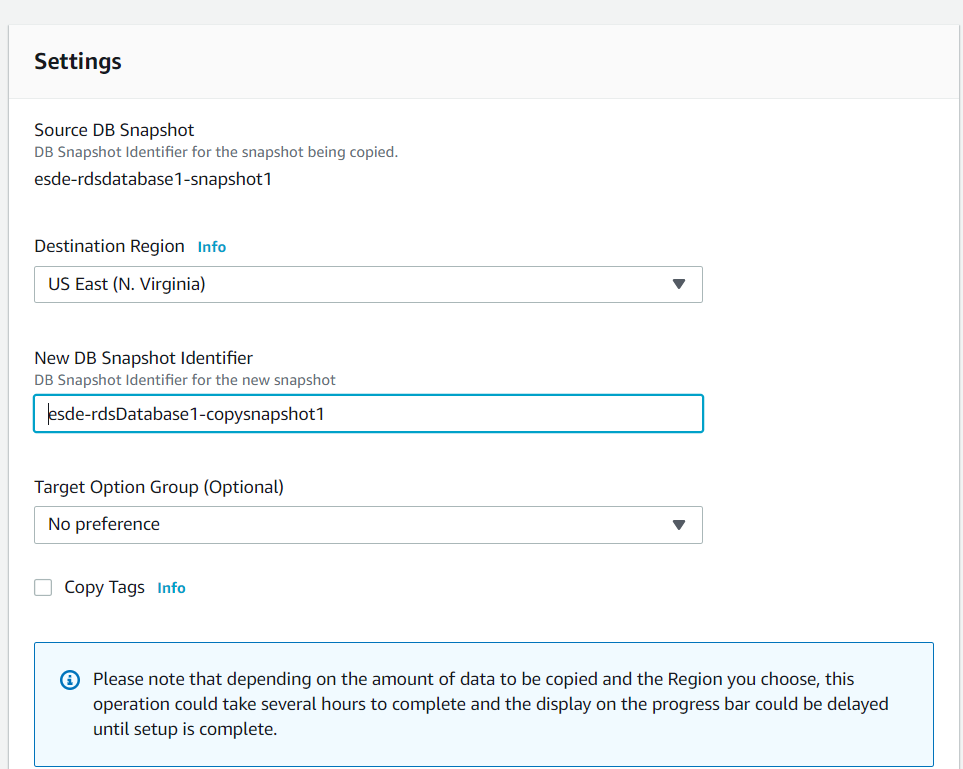 Settings
Source DB Snapshot
DB Snapshot Identifier for the snapshot being copied.
esde-rdsdatabase1-snapshot1
Destination Region Info
US East (N. Virginia)
New DB Snapshot Identifier
DB Snapshot Identifier for the new snapshot
esde-rdsDatabase1-copysnapshot1
Target Option Group (Optional)
No preference
Copy Tags Info
Please note that depending on the amount of data to be copied and the Region you choose, this
operation could take several hours to complete and the display on the progress bar could be delayed
until setup is complete.